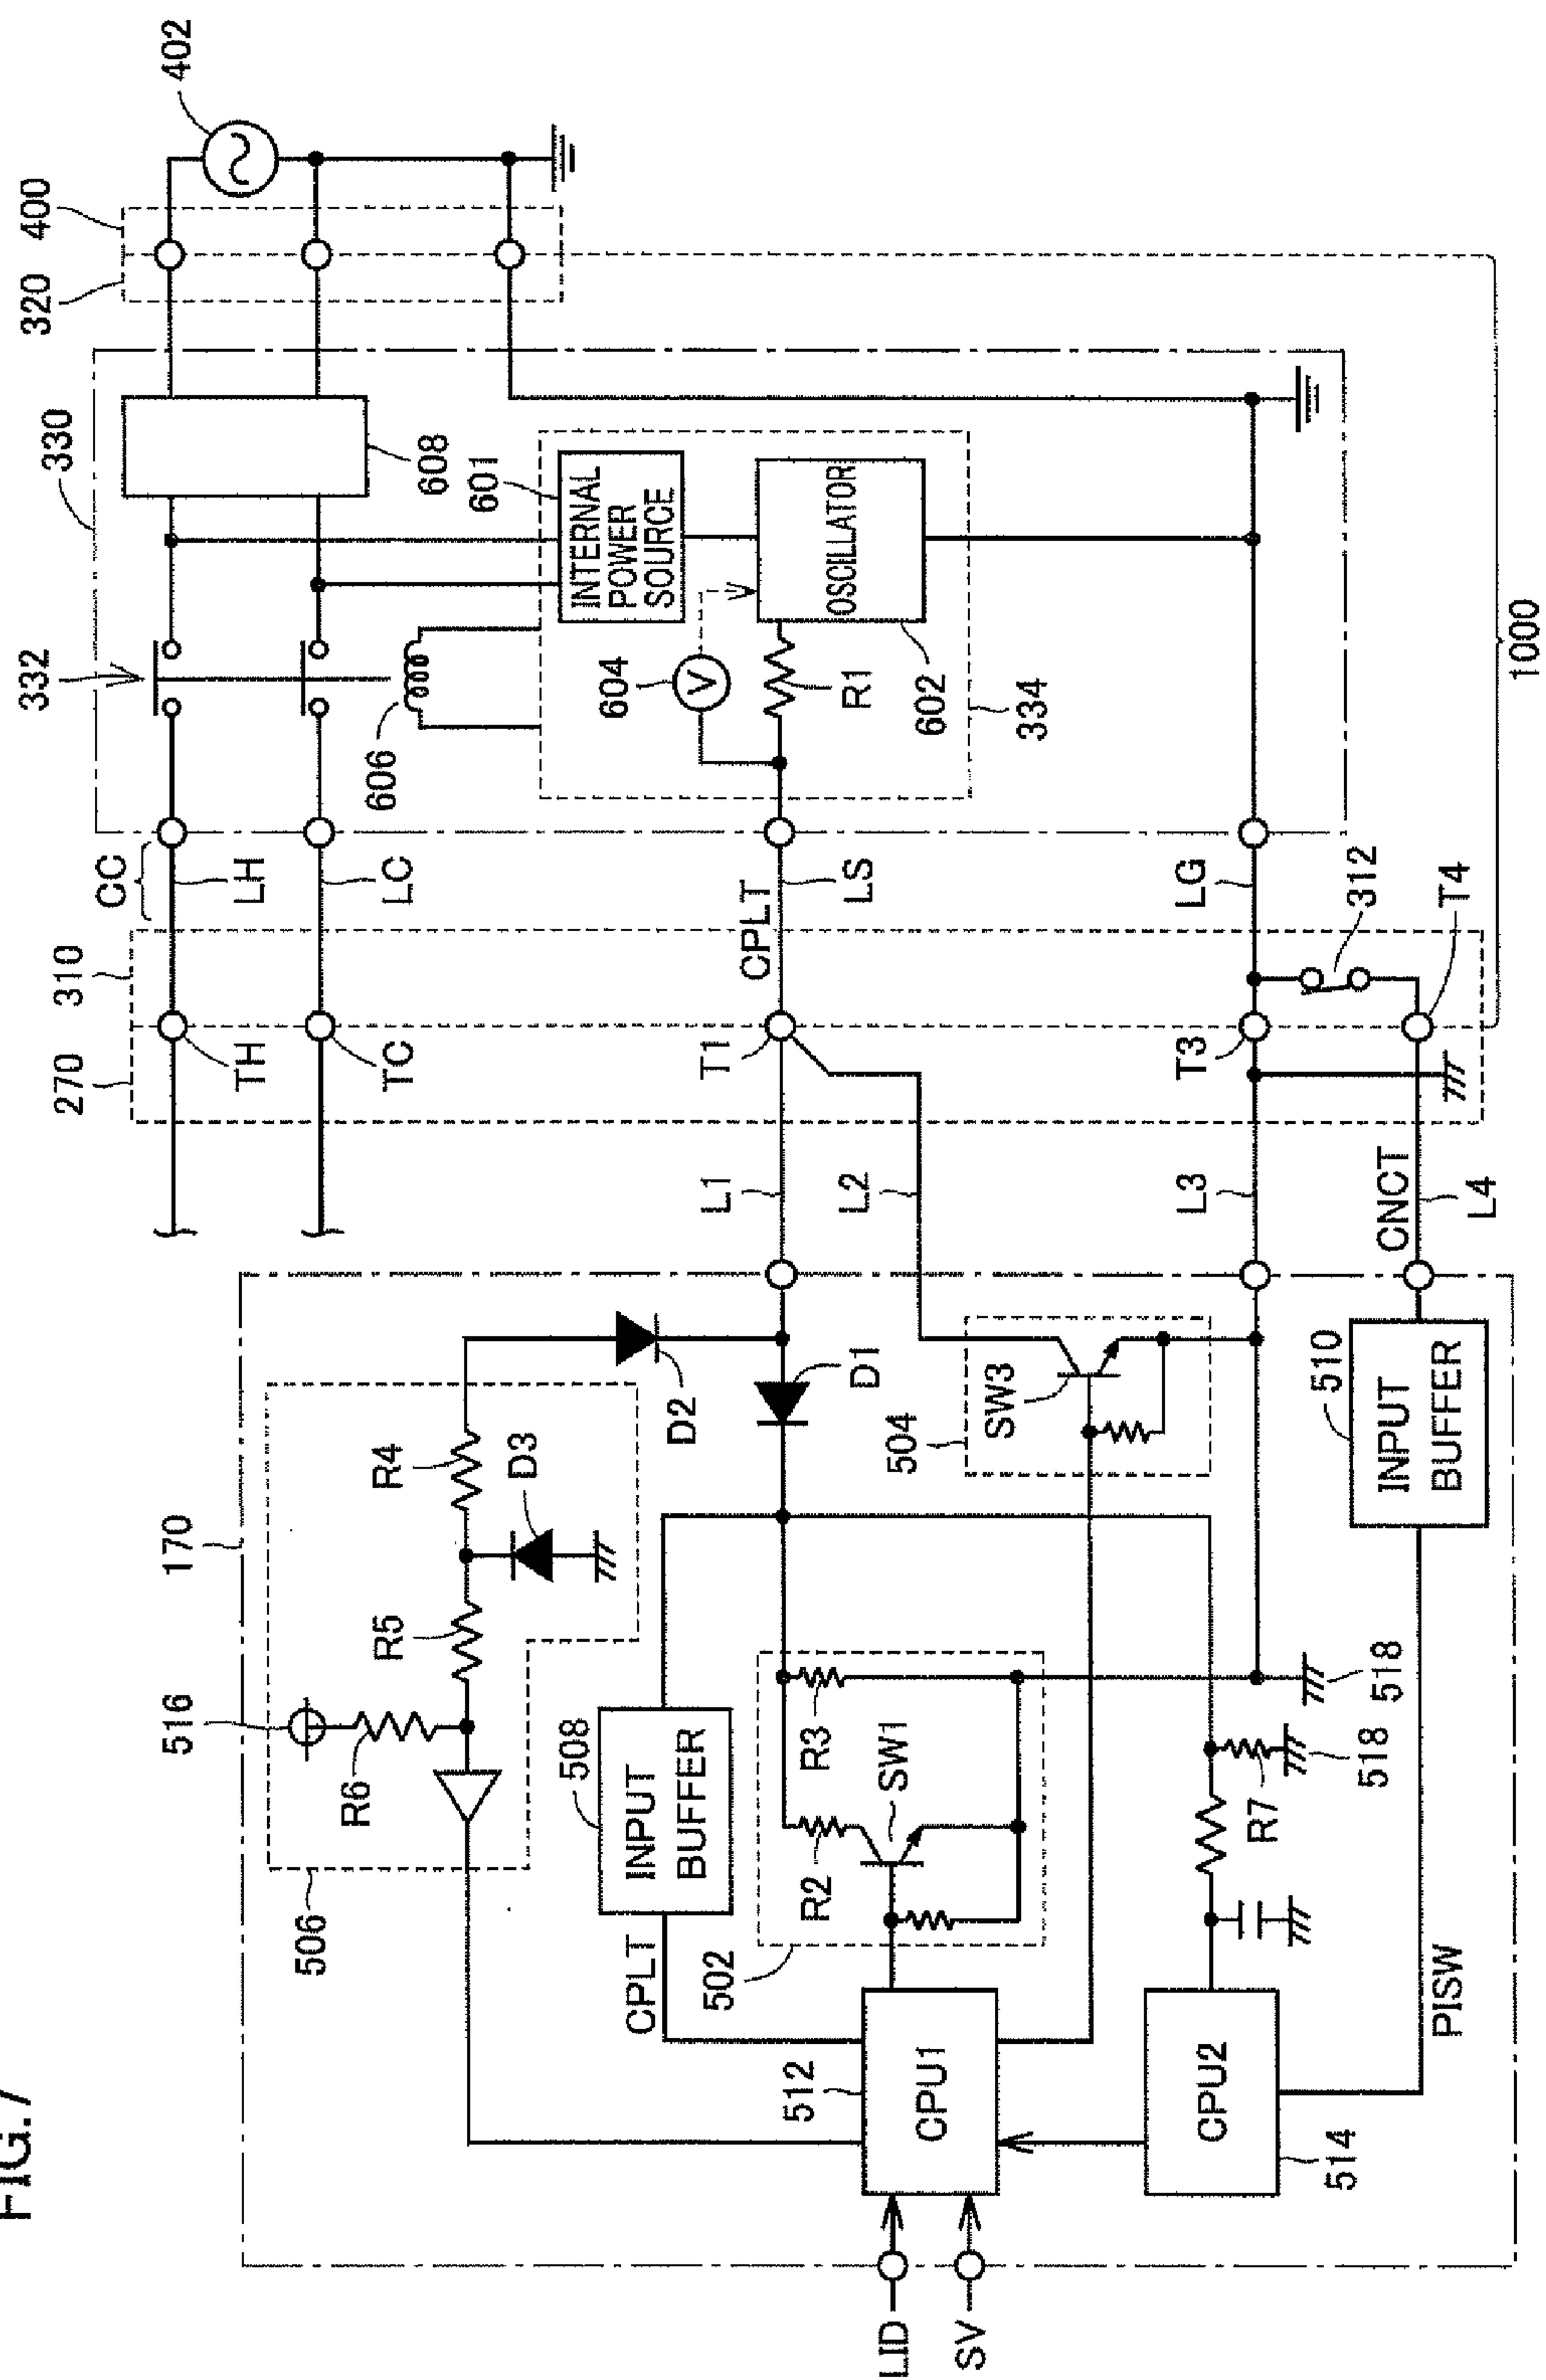 FIG.7
402
400
320
330
332
608
601
INTERNAL
POWER
SOURCE
OSCILLATOR
604
V
R1
602
334
606
1000
CC
LH
LC
CPLT
LS
LG
312
T4
310
270
TH
TC
T1
T3
L1
L2
L3
CNCT
L4
170
R4
D3
D2
D1
R5
516
R6
506
508
INPUT
BUFFER
CPLT
504
SW3
510
INPUT
BUFFER
R3
SW1
R2
502
518
518
R7
512
CPU1
CPU2
514
PISW
LID
SV